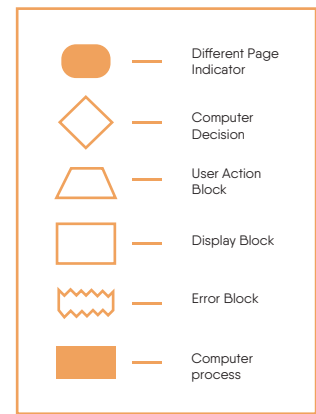 Different Page
Indicator
Computer
Decision
User Action
Block
Display Block
Error Block
Computer
process